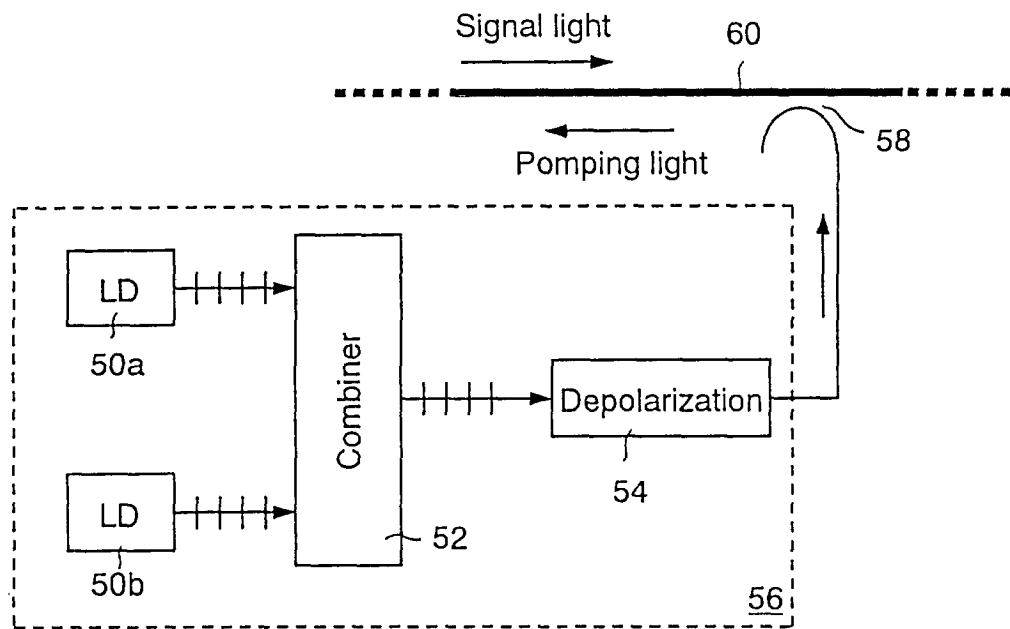 Signal light
60
58
Pomping light
LD
50a
Combiner
Depolarization
54
LD
50b
52
56